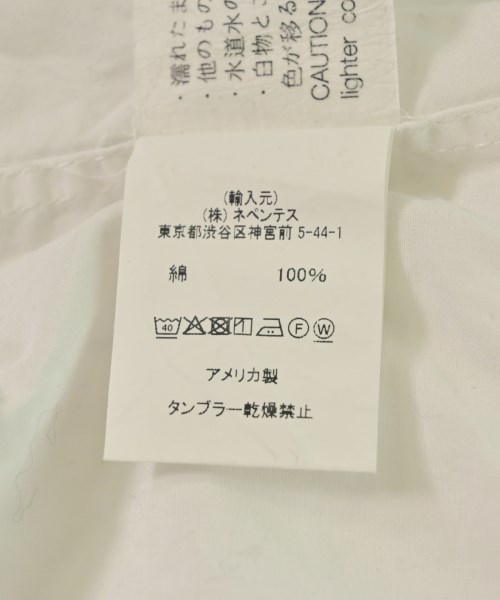 ・濡れたま
・他のもの
・水道水の
・白物と
色が移る
CAUTION
lighter co
(輸入元)
(株) ネペンテス
東京都渋谷区神宮前 5-44-1
綿 100%
40 F W
アメリカ製
タンブラー乾燥禁止